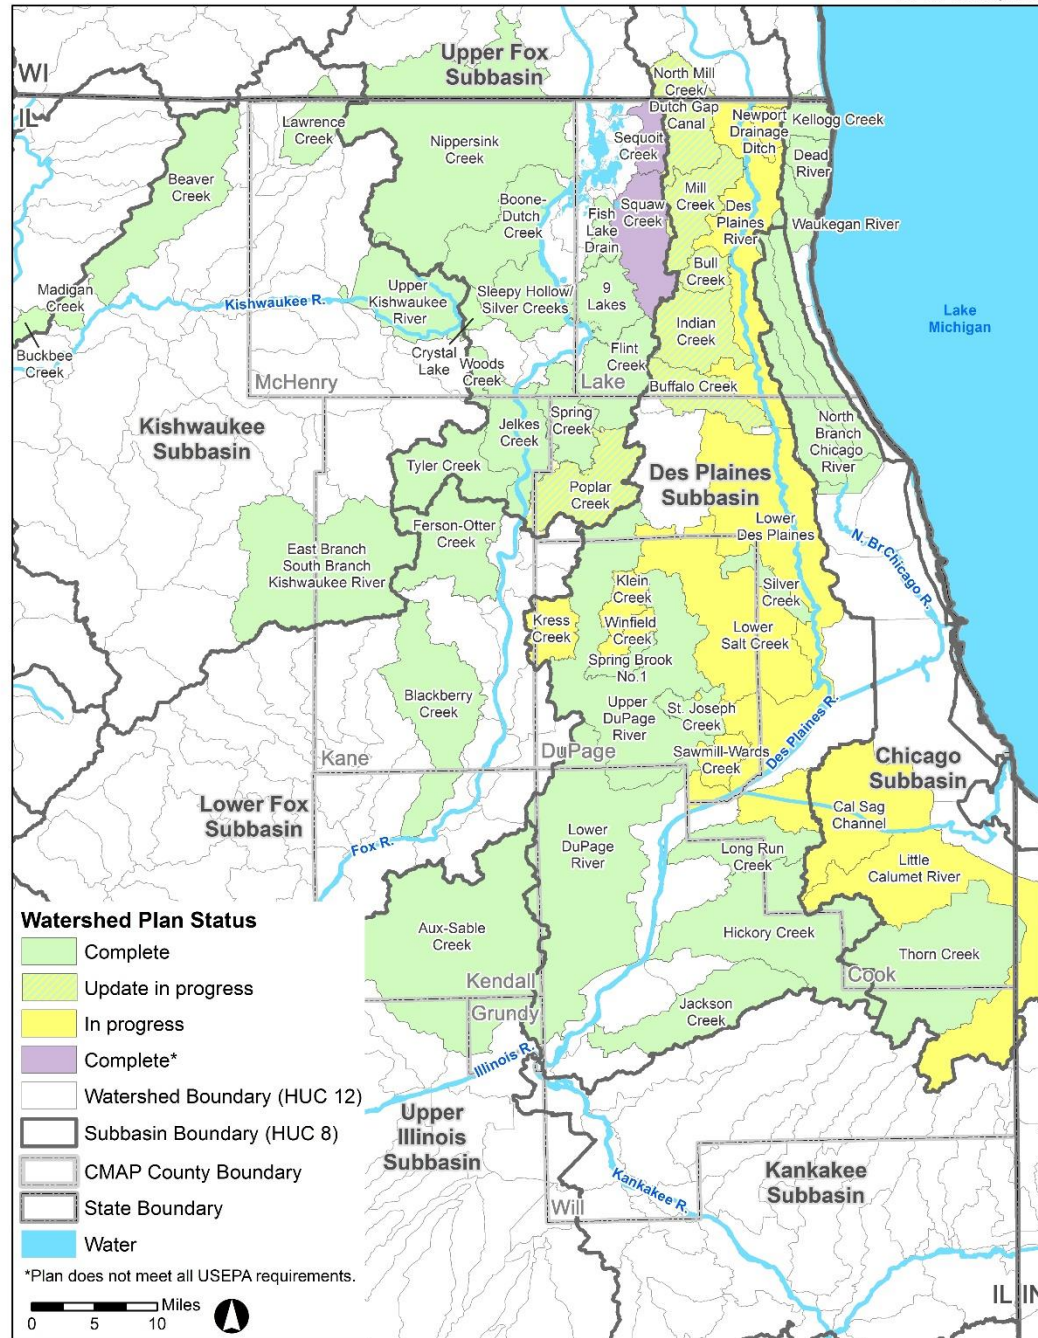 Upper Fox
Subbasin
WI
IL
North Mill
Creek/
Dutch Gap
Canal
Newport
Drainage
Ditch
Kellogg Creek
Lawrence
Creek
Nippersink
Creek
Sequoit
Creek
Dead
River
Beaver
Creek
Boone-
Dutch
Creek
Fish
Lake
Drain
Squaw
Creek
Mill
Creek
Des
Plaines
River
Waukegan River
Bull
Creek
Madigan
Creek
Kishwaukee R.
Upper
Kishwaukee
River
Sleepy Hollow/
Silver Creeks
9
Lakes
Lake
Michigan
Indian
Creek
Buckbee
Creek
Crystal
Lake
Woods
Creek
Flint
Creek
McHenry
Lake
Buffalo Creek
Kishwaukee
Subbasin
Jelkes
Creek
Spring
Creek
North
Branch
Chicago
River
Tyler Creek
Poplar
Creek
Des Plaines
Subbasin
Ferson-Otter
Creek
Lower
Des Plaines
N. Br Chicago R.
East Branch
South Branch
Kishwaukee River
Klein
Creek
Silver
Creek
Kress
Creek
Winfield
Creek
Lower
Salt Creek
Spring Brook
No.1
Blackberry
Creek
Upper
DuPage
River
St. Joseph
Creek
Des Plaines R.
Kane
DuPage
Sawmill-Wards
Creek
Chicago
Subbasin
Lower Fox
Subbasin
Cal Sag
Channel
Fox R.
Lower
DuPage
River
Long Run
Creek
Little
Calumet River
Aux-Sable
Creek
Hickory Creek
Thorn Creek
Kendall
Cook
Grundy
Jackson
Creek
Illinois R.
Upper
Illinois
Subbasin
Kankakee
Subbasin
Kankakee R.
Will
IL
IN
Watershed Plan Status
Complete
Update in progress
In progress
Complete*
Watershed Boundary (HUC 12)
Subbasin Boundary (HUC 8)
CMAP County Boundary
State Boundary
Water
*Plan does not meet all USEPA requirements.
Miles
0 5 10